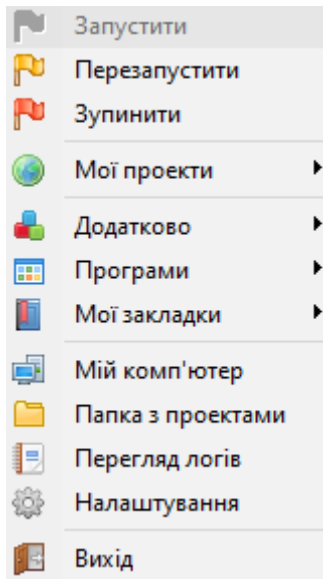 Запустити
Перезапустити
Зупинити
Мої проекти
Додатково
Програми
Мої закладки
Мій комп'ютер
Папка з проектами
Перегляд логів
Налаштування
Вихід